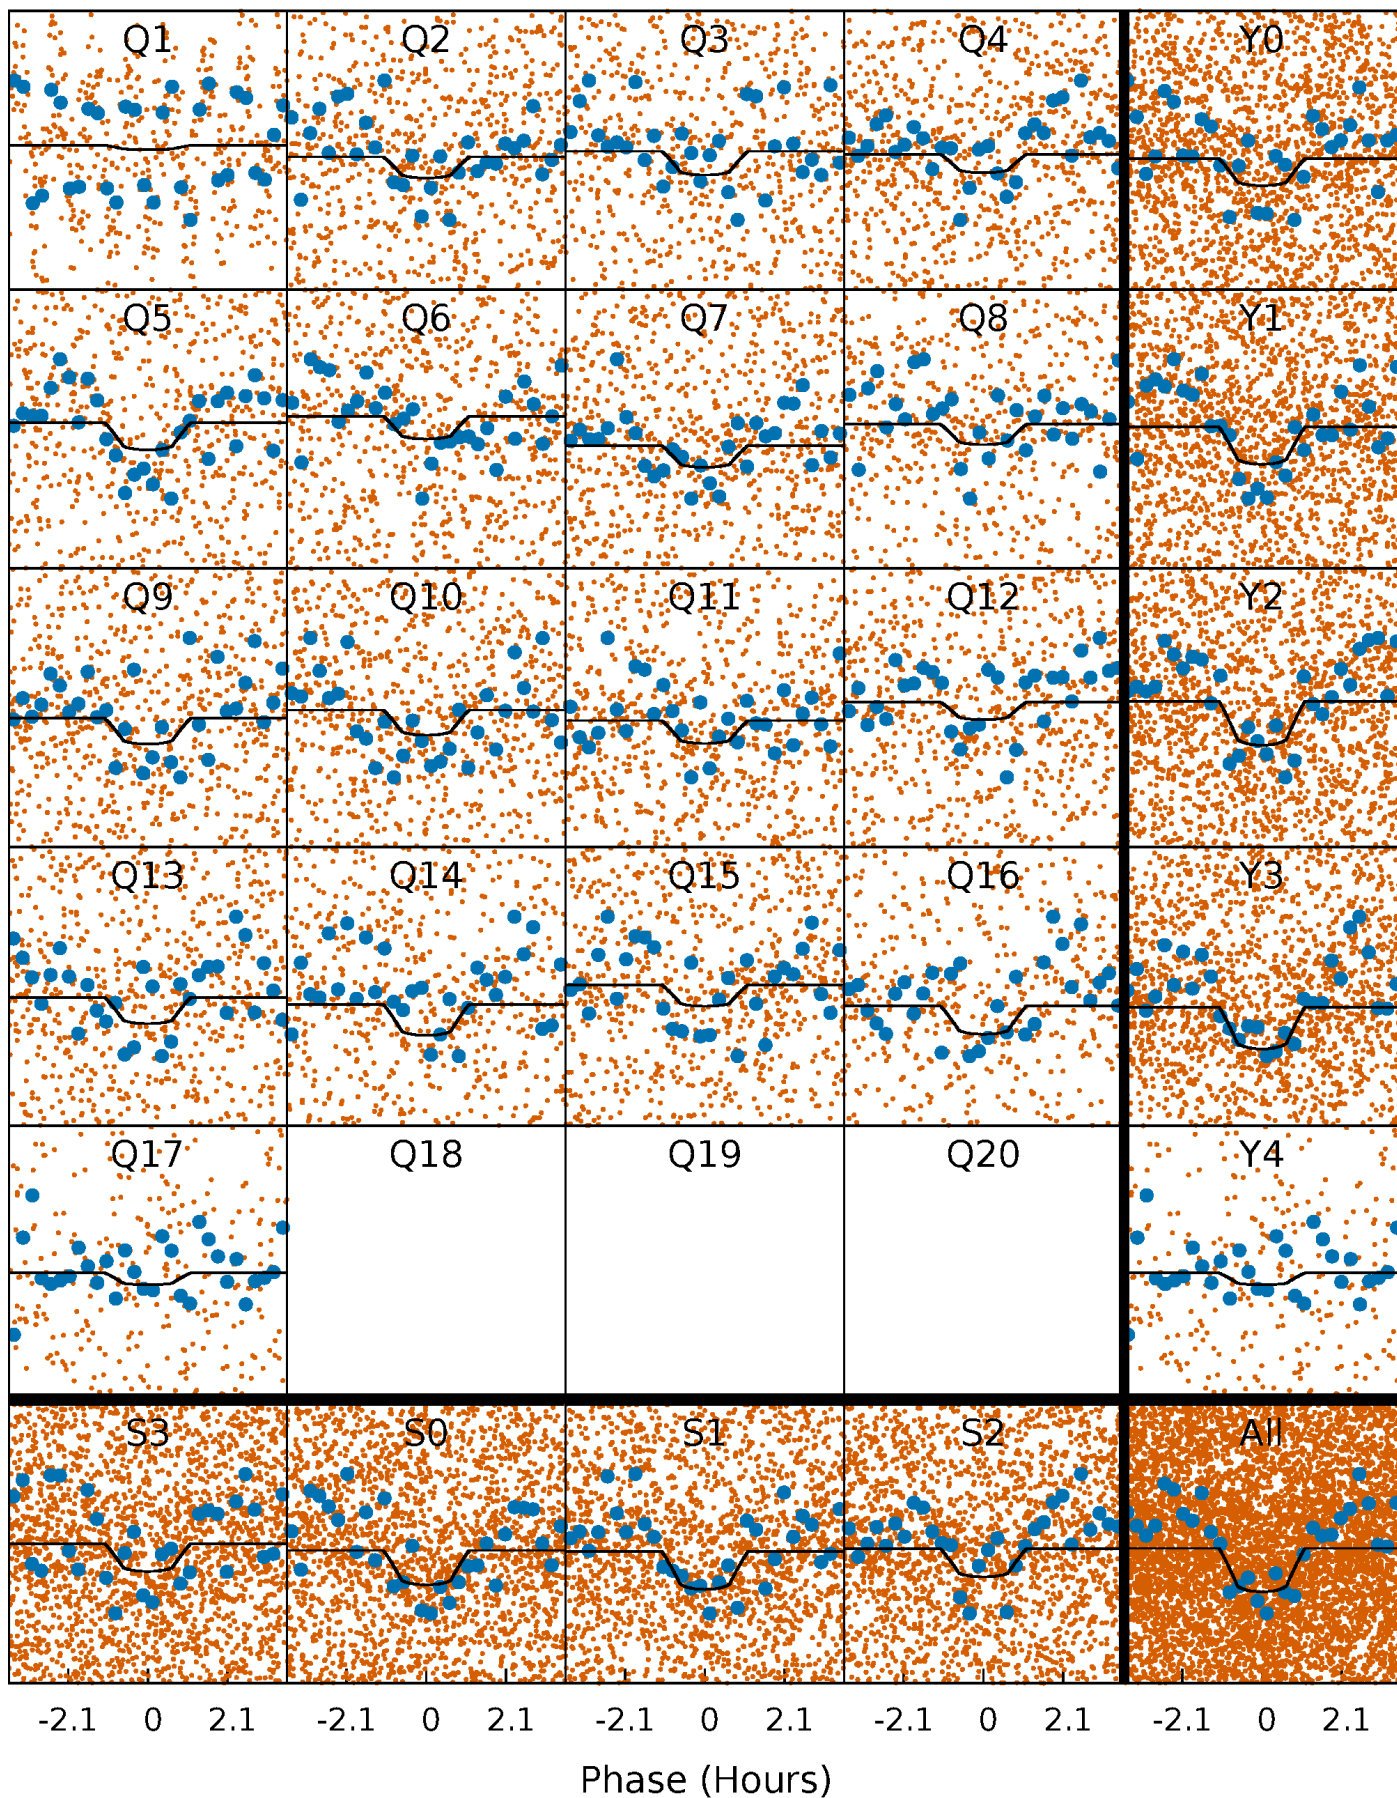 Q1 Q2 Q3 Q4 Y0
Q5 Q6 Q7 Q8 Y1
Q9 Q10 Q11 Q12 Y2
Q13 Q14 Q15 Q16 Y3
Q17 Q18 Q19 Q20 Y4
S3 S0 S1 S2 All
-2.1 0 2.1 -2.1 0 2.1 -2.1 0 2.1 -2.1 0 2.1 -2.1 0 2.1
Phase (Hours)